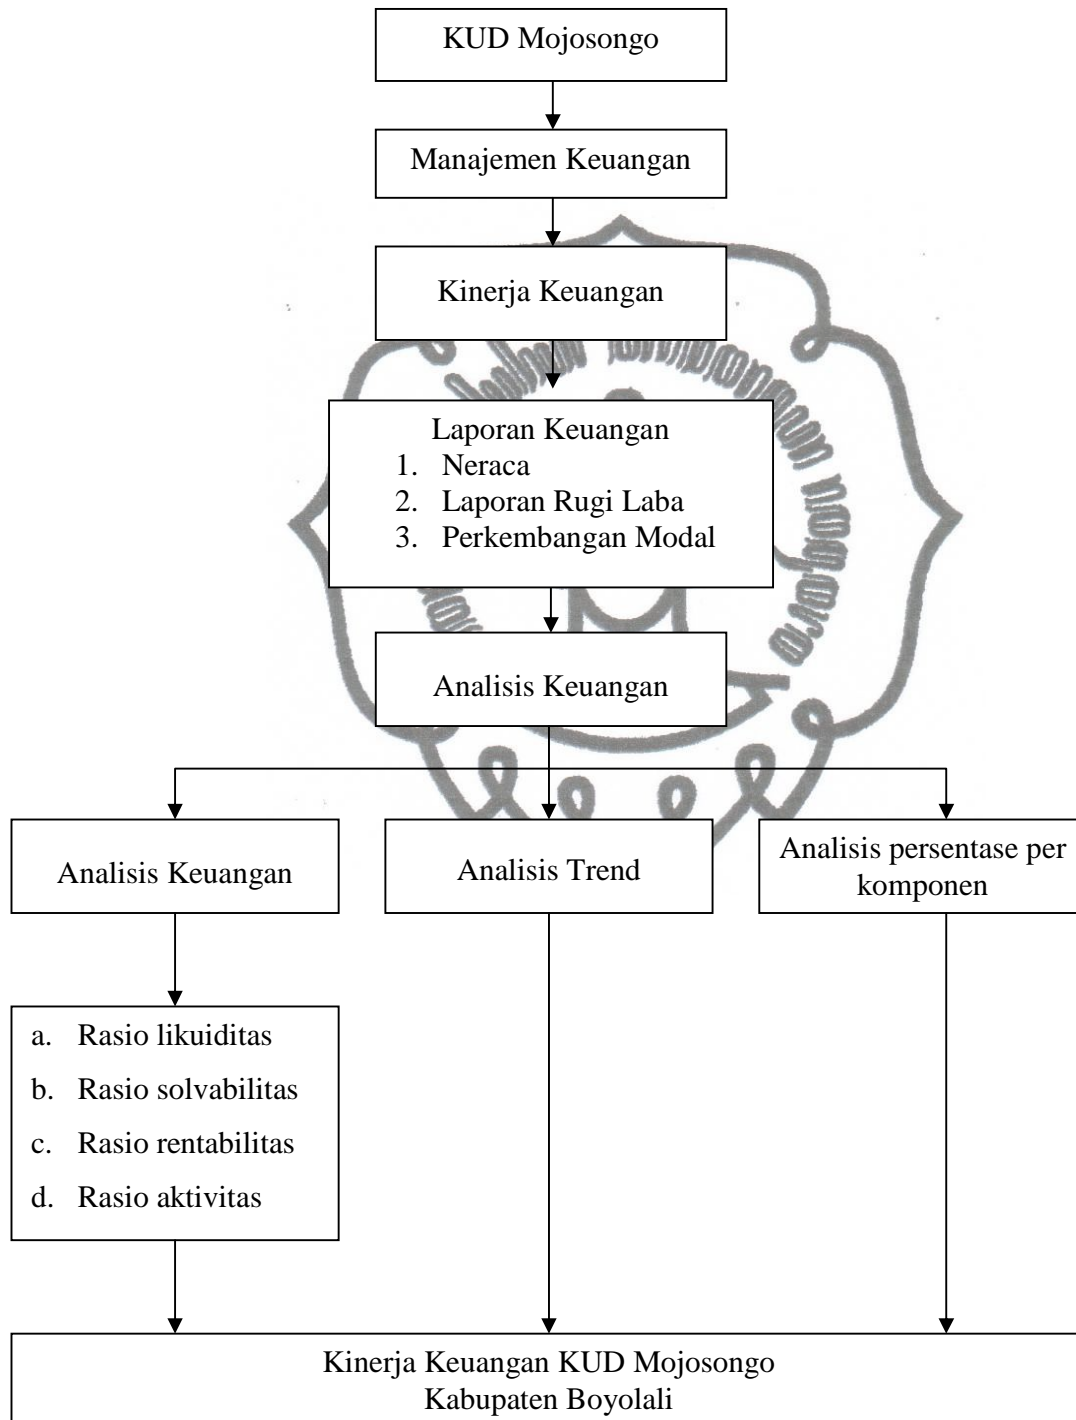 KUD Mojosongo
Manajemen Keuangan
Kinerja Keuangan
Laporan Keuangan
1. Neraca
2. Laporan Rugi Laba
3. Perkembangan Modal
Analisis Keuangan
Analisis Keuangan
Analisis Trend
Analisis persentase per
komponen
a. Rasio likuiditas
b. Rasio solvabilitas
c. Rasio rentabilitas
d. Rasio aktivitas
Kinerja Keuangan KUD Mojosongo
Kabupaten Boyolali